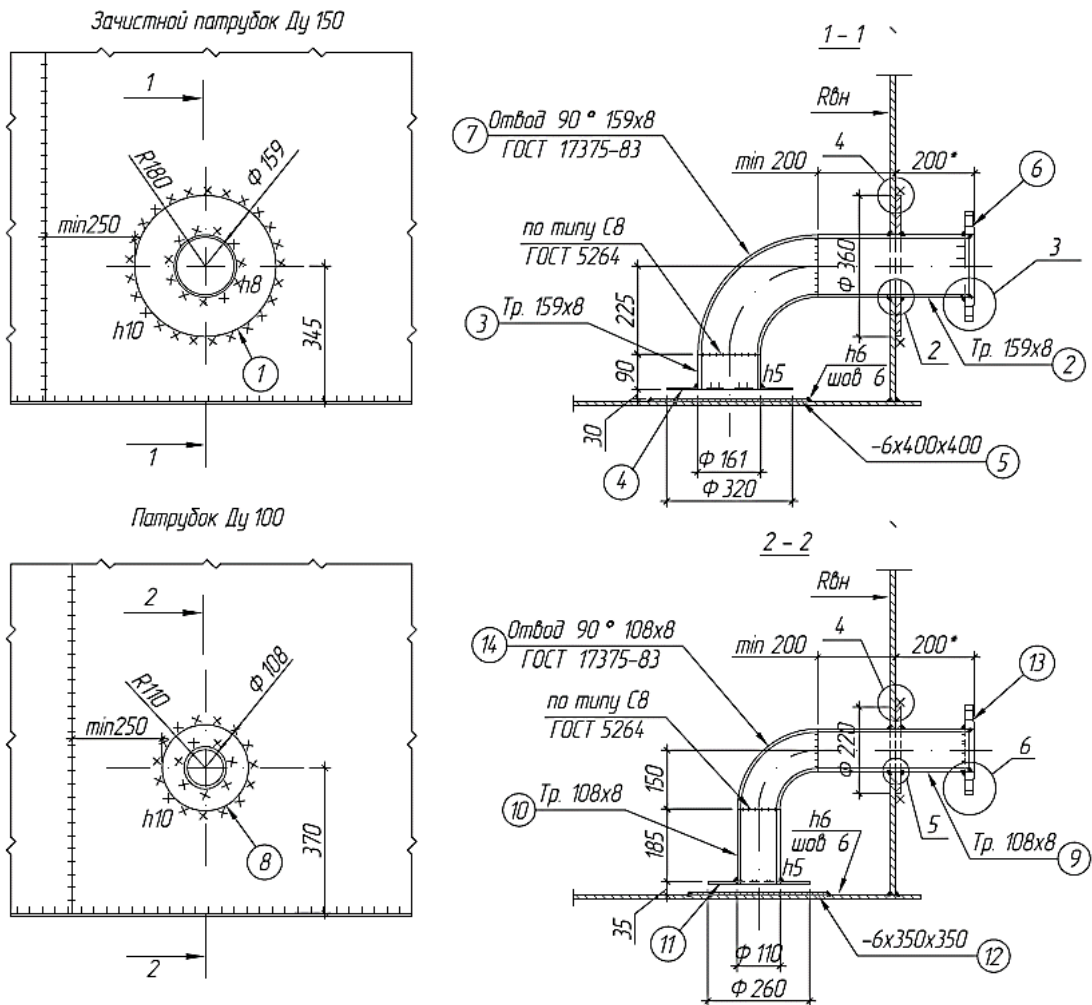 Зачистной патрубок Ду 150
1
R180
Ф 159
min250
h8
h10
345
1
1
1 - 1
Rвн
7
Отвод 90 ° 159х8
ГОСТ 17375-83
min 200
4
200*
6
по типу С8
ГОСТ 5264
Ф 360
3
225
3
Тр. 159х8
90
h5
h6
шов 6
2
Тр. 159х8
2
30
-6х400х400
5
4
Ф 161
Ф 320
Патрубок Ду 100
2
R110
Ф 108
min250
h10
370
8
2
2 - 2
Rвн
14
Отвод 90 ° 108х8
ГОСТ 17375-83
min 200
4
200*
13
по типу С8
ГОСТ 5264
Ф 220
6
150
10
Тр. 108х8
185
h5
h6
шов 6
5
Тр. 108х8
9
35
-6х350х350
12
11
Ф 110
Ф 260